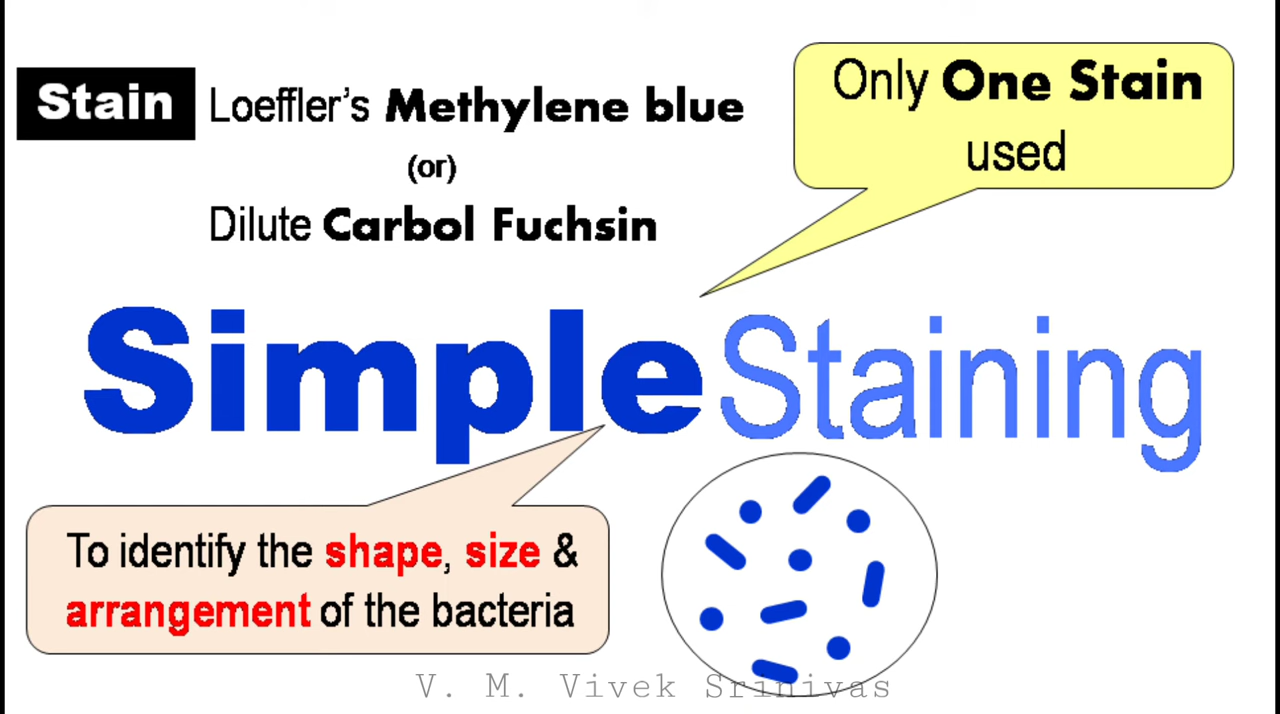 Stain Loeffler's Methylene blue
(or)
Dilute Carbol Fuchsin
Only One Stain
used
Simple Staining
To identify the shape, size &
arrangement of the bacteria
V. M. Vivek Srinivas